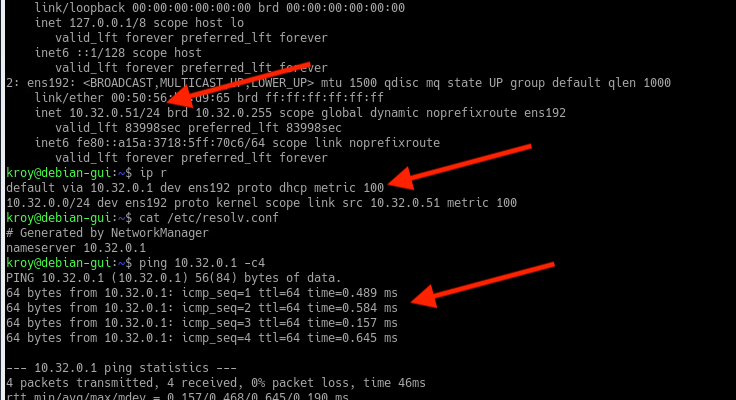 link/loopback 00:00:00:00:00:00 brd 00:00:00:00:00:00
inet 127.0.0.1/8 scope host lo
valid_lft forever preferred_lft forever
inet6 ::1/128 scope host
valid_lft forever preferred_lft forever
2: ens192: <BROADCAST,MULTICAST,UP,LOWER_UP> mtu 1500 qdisc mq state UP group default qlen 1000
link/ether brd ff:ff:ff:ff:ff:ff
inet 10.32.0.51/24 brd 10.32.0.255 scope global dynamic noprefixroute ens192
valid_lft 83998sec preferred_lft 83998sec
inet6 fe80::a15a:3718:5ff:70c6/64 scope link noprefixroute
valid_lft forever preferred_lft forever
kroy@debian-gui:~$ ip r
default via 10.32.0.1 dev ens192 proto dhcp metric 100
10.32.0.0/24 dev ens192 proto kernel scope link src 10.32.0.51 metric 100
kroy@debian-gui:~$ cat /etc/resolv.conf
# Generated by NetworkManager
nameserver 10.32.0.1
kroy@debian-gui:~$ ping 10.32.0.1 -c4
PING 10.32.0.1 (10.32.0.1) 56(84) bytes of data.
64 bytes from 10.32.0.1: icmp_seq=1 ttl=64 time=0.489 ms
64 bytes from 10.32.0.1: icmp_seq=2 ttl=64 time=0.584 ms
64 bytes from 10.32.0.1: icmp_seq=3 ttl=64 time=0.157 ms
64 bytes from 10.32.0.1: icmp_seq=4 ttl=64 time=0.645 ms
--- 10.32.0.1 ping statistics ---
4 packets transmitted, 4 received, 0% packet loss, time 46ms
rtt min/avg/max/mdev = 0.157/0.468/0.645/0.190 ms